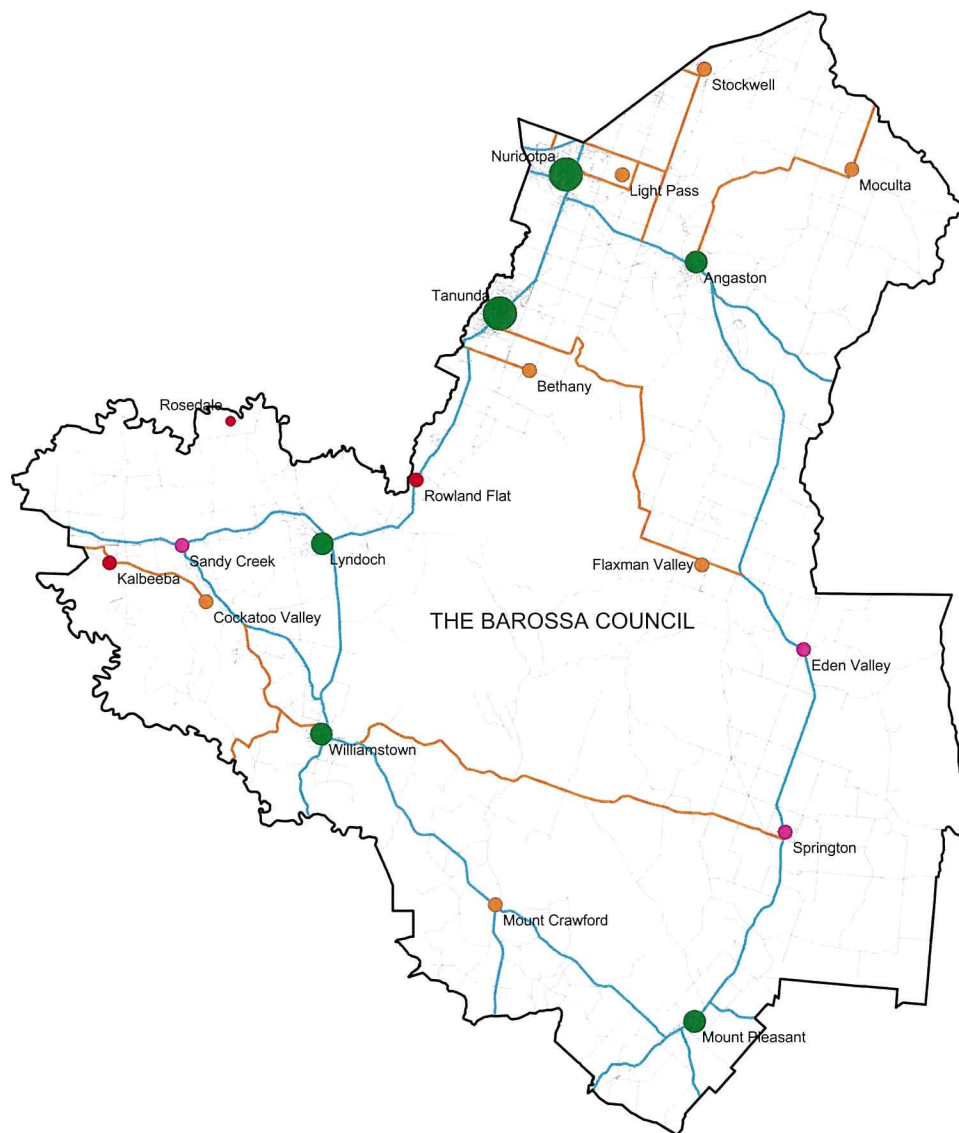 Stockwell
Nuriootpa
Light Pass
Moculta
Angaston
Tanunda
Bethany
Rosedale
Rowland Flat
Sandy Creek
Lyndoch
Kalbeeba
Flaxman Valley
Cockatoo Valley
THE BAROSSA COUNCIL
Eden Valley
Williamstown
Springton
Mount Crawford
Mount Pleasant